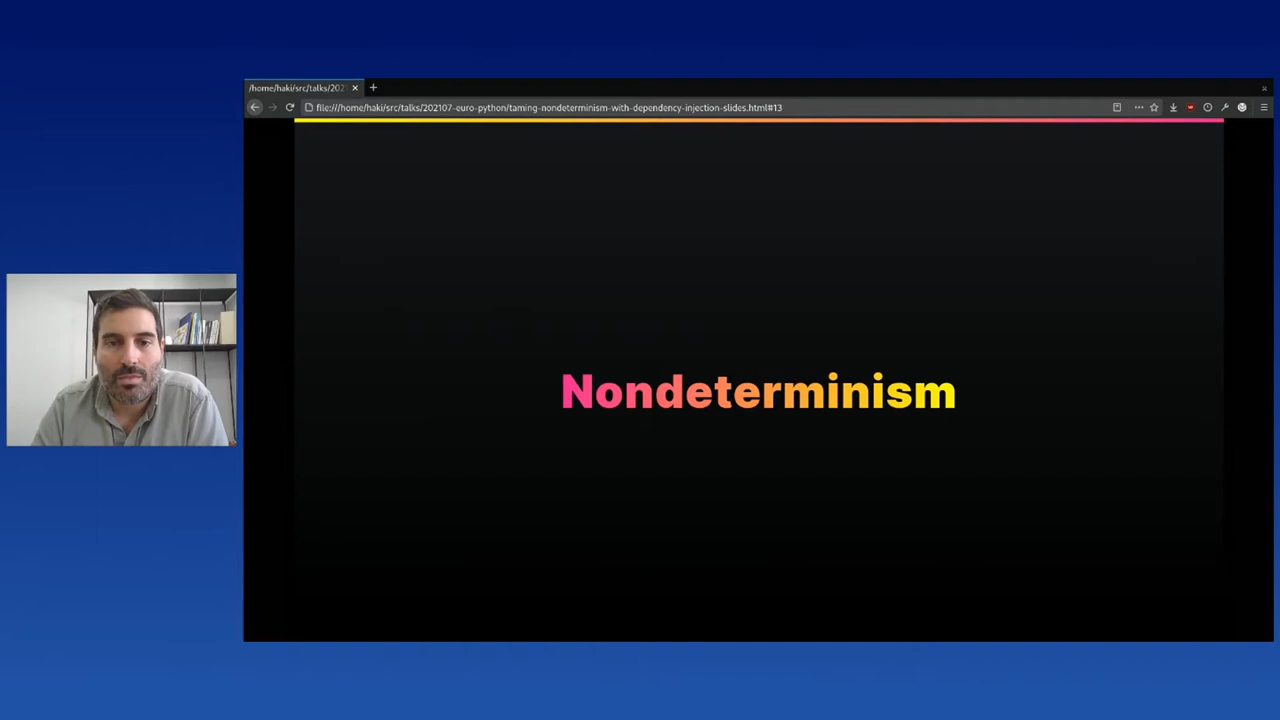 /home/haki/src/talks/202
file:///home/haki/src/talks/202107-euro-python/taming-nondeterminism-with-dependency-injection-slides.html#13
Nondeterminism